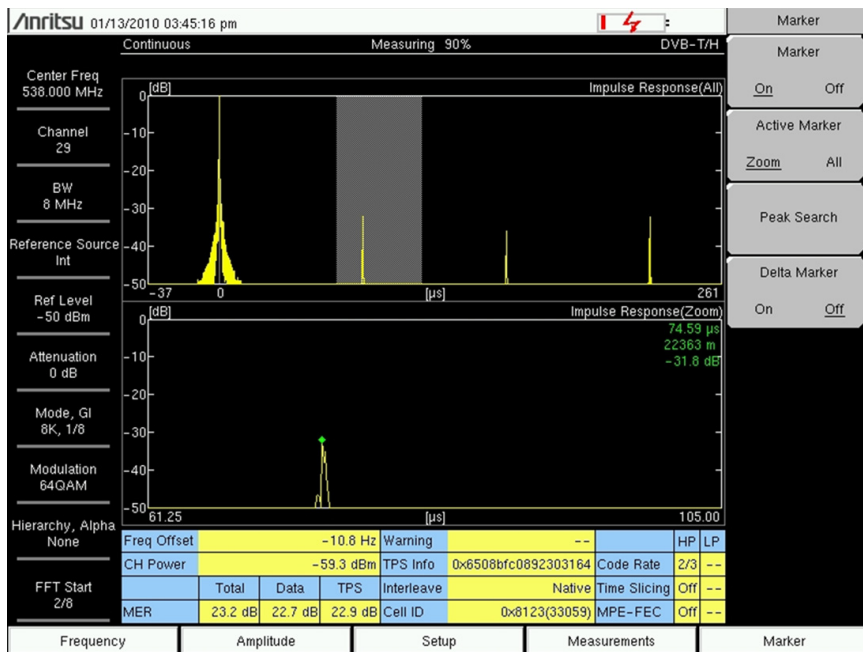 Anritsu 01/13/2010 03:45:16 pm
Marker
Continuous Measuring 90% DVB-T/H
Marker
On Off
Active Marker
Zoom All
Peak Search
Delta Marker
On Off
Center Freq
538.000 MHz
Channel
29
BW
8 MHz
Reference Source
Int
Ref Level
-50 dBm
Attenuation
0 dB
Mode, GI
8K, 1/8
Modulation
64QAM
Hierarchy, Alpha
None
FFT Start
2/8
[dB] Impulse Response(All)
0
-10
-20
-30
-40
-50
-37 0 [µs] 261
[dB] Impulse Response(Zoom)
0
74.59 µs
22363 m
-31.8 dB
-10
-20
-30
-40
-50
61.25 [µs] 105.00
Freq Offset -10.8 Hz Warning -- HP LP
CH Power -59.3 dBm TPS Info 0x6508bfc0892303164 Code Rate 2/3 --
Total Data TPS Interleave Native Time Slicing Off --
MER 23.2 dB 22.7 dB 22.9 dB Cell ID 0x8123(33059) MPE-FEC Off --
Frequency Amplitude Setup Measurements Marker